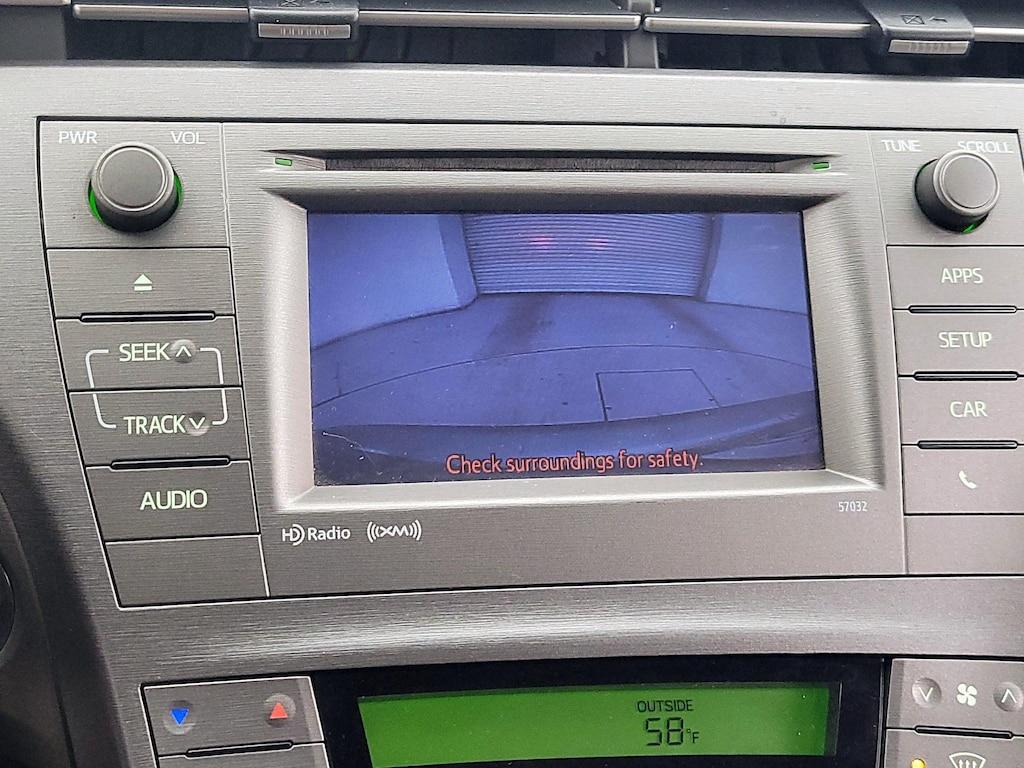 PWR VOL
TUNE SCROLL
SEEK
TRACK
AUDIO
APPS
SETUP
CAR
Check surroundings for safety.
57032
HD Radio ((XM))
OUTSIDE
58°F